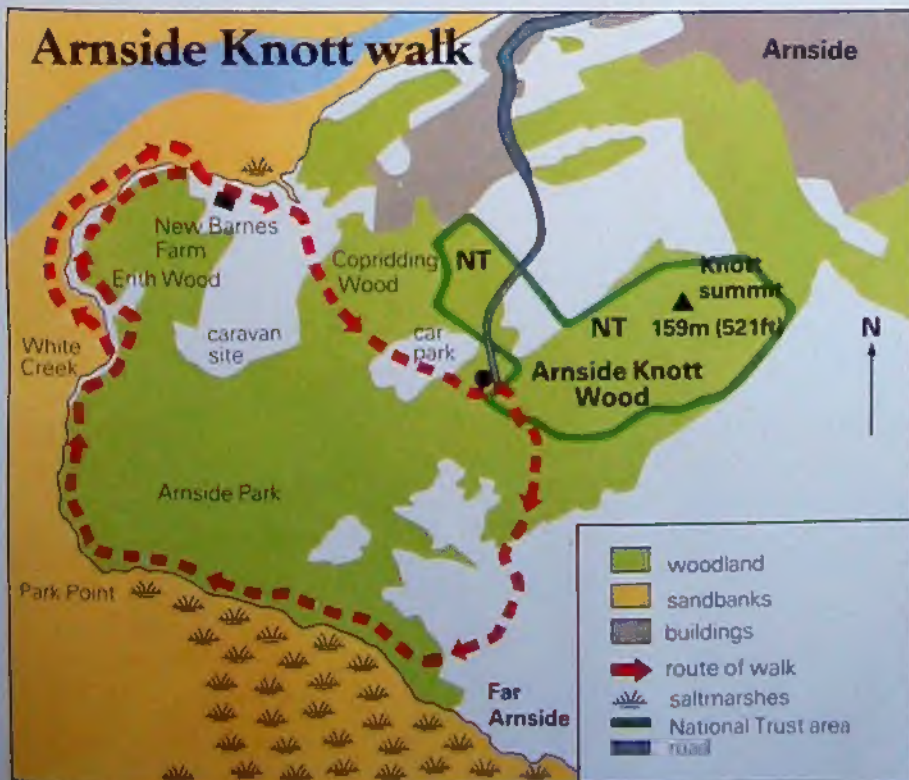 Arnside Knott walk
Arnside
New Barnes
Farm
Erith Wood
Copridding
Wood
NT
Knott
summit
NT
159m (521ft)
N
caravan
site
car
park
White
Creek
Arnside Knott
Wood
Arnside Park
Park Point
Far
Arnside
woodland
sandbanks
buildings
route of walk
saltmarshes
National Trust area
road